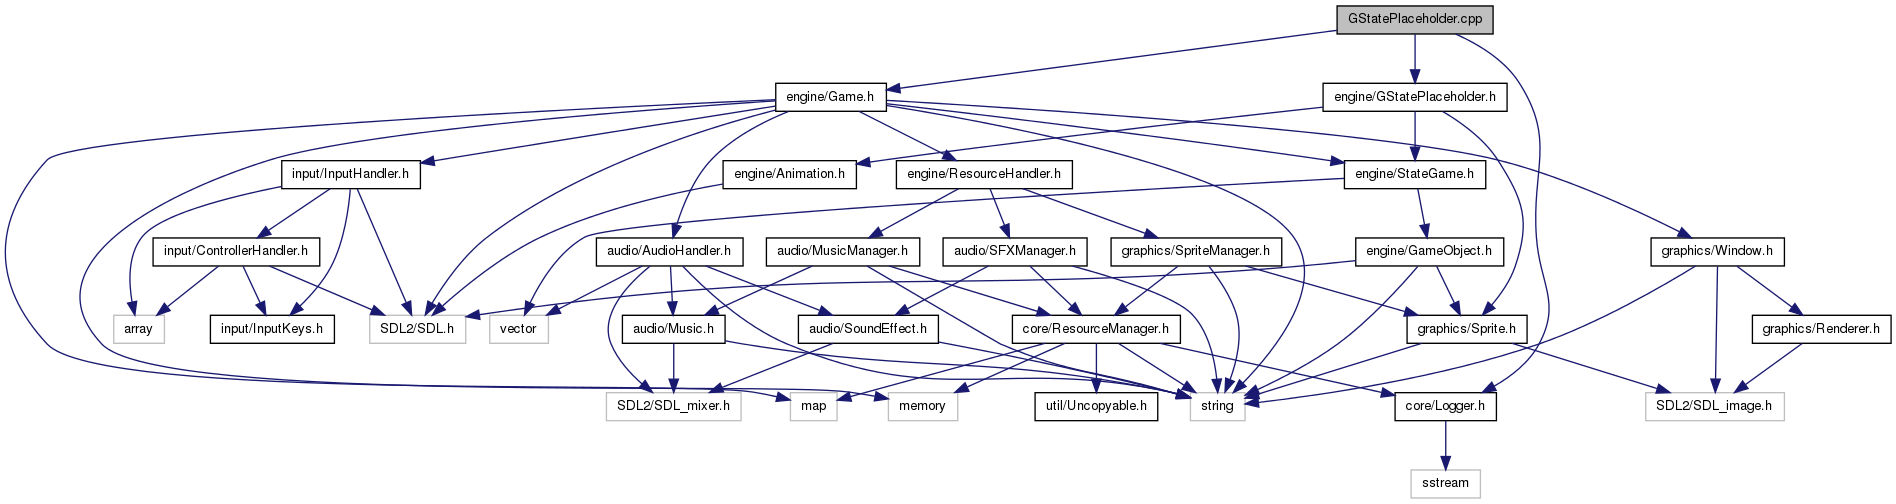 GStatePlaceholder.cpp
engine/Game.h
engine/GStatePlaceholder.h
input/InputHandler.h
engine/Animation.h
engine/ResourceHandler.h
engine/StateGame.h
input/ControllerHandler.h
audio/AudioHandler.h
audio/MusicManager.h
audio/SFXManager.h
graphics/SpriteManager.h
engine/GameObject.h
graphics/Window.h
array
input/InputKeys.h
SDL2/SDL.h
vector
audio/Music.h
audio/SoundEffect.h
core/ResourceManager.h
graphics/Sprite.h
graphics/Renderer.h
SDL2/SDL_mixer.h
map
memory
util/Uncopyable.h
string
core/Logger.h
SDL2/SDL_image.h
sstream